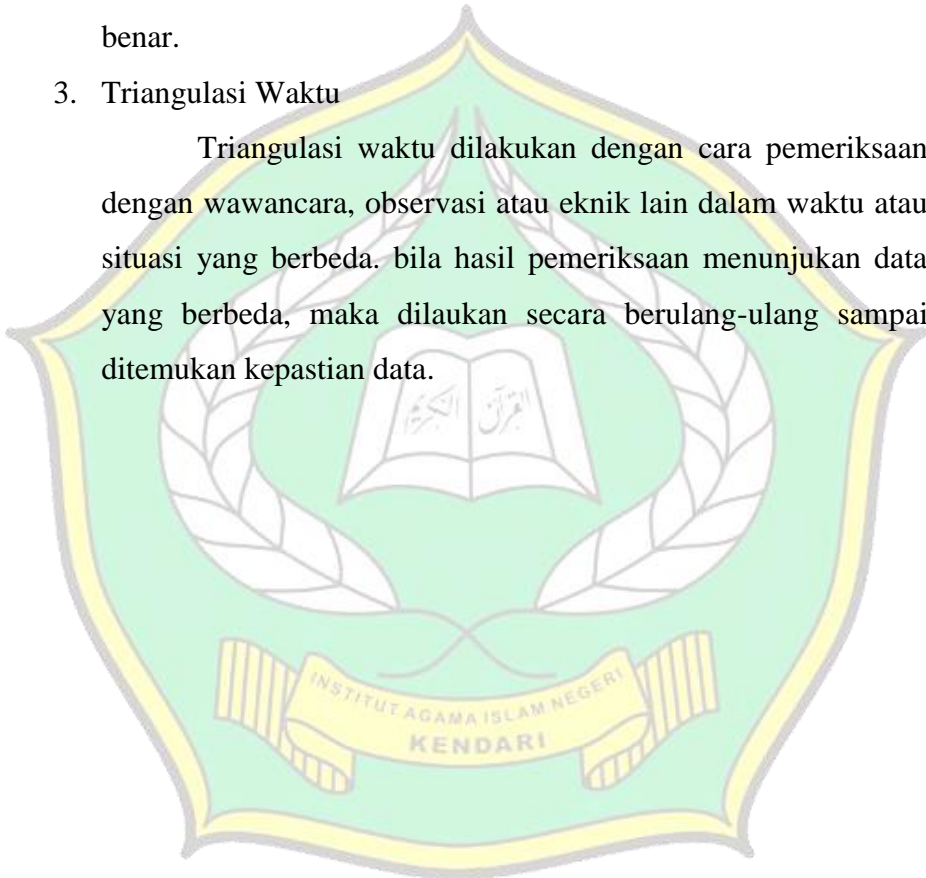 benar.
3. Triangulasi Waktu
Triangulasi waktu dilakukan dengan cara pemeriksaan
dengan wawancara, observasi atau eknik lain dalam waktu atau
situasi yang berbeda. bila hasil pemeriksaan menunjukan data
yang berbeda, maka dilaukan secara berulang-ulang sampai
ditemukan kepastian data.
القرآن الكريم
INSTITUT AGAMA ISLAM NEGERI
KENDARI